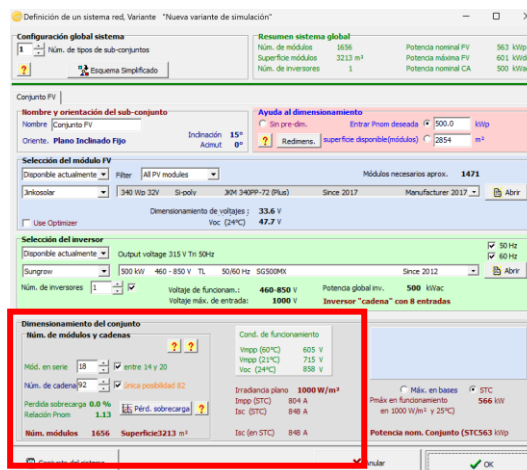 Definición de un sistema red, Variante "Nueva variante de simulación"
Configuración global sistema
1 Núm. de tipos de sub-conjuntos
? Esquema Simplificado
Resumen sistema global
Núm. de módulos 1656 Potencia nominal FV 563 kWp
Superficie módulos 3213 m² Potencia máxima FV 601 kWdc
Núm. de inversores 1 Potencia nominal CA 500 kWac
Conjunto FV
Nombre y orientación del sub-conjunto
Nombre Conjunto FV
Orient. Plano Inclinado Fijo Inclinación 15°
Acimut 0°
Ayuda al dimensionamiento
Sin pre-dim. Entrar Pnom deseada 500.0 kWp
? Redimens. superficie disponible(módulos) 2854 m²
Selección del módulo FV
Disponible actualmente Filter All PV modules Módulos necesarios aprox. 1471
Jinkosolar 340 Wp 32V Si-poly JKM 340PP-72 (Plus) Since 2017 Manufacturer 2017 Abrir
Dimensionamiento de voltajes : 33.6 V
Use Optimizer Voc (24°C) 47.7 V
Selección del inversor
Disponible actualmente Output voltage 315 V Tri 50Hz 50 Hz
60 Hz
Sungrow 500 kW 460 - 850 V TL 50/60 Hz SG500MX Since 2012 Abrir
Núm. de inversores 1 Voltaje de funcionam.: 460-850 V Potencia global inv. 500 kWac
Voltaje máx. de entrada: 1000 V Inversor "cadena" con 8 entradas
Dimensionamiento del conjunto
Núm. de módulos y cadenas
? ?
Mód. en serie 18 entre 14 y 20
Núm. de cadena 92 única posibilidad 82
Perdida sobrecarga 0.0 %
Relación Pnom 1.13 Pérd. sobrecarga ?
Núm. módulos 1656 Superficie 3213 m²
Cond. de funcionamiento
Vmpp (60°C) 605 V
Vmpp (21°C) 715 V
Voc (24°C) 858 V
Irradiancia plano 1000 W/m²
Impp (STC) 804 A
Isc (STC) 848 A
Isc (en STC) 848 A
Máx. en bases STC
Pmáx en funcionamiento 566 kW
en 1000 W/m² y 25°C)
Potencia nom. Conjunto (STC 563 kWp
OK